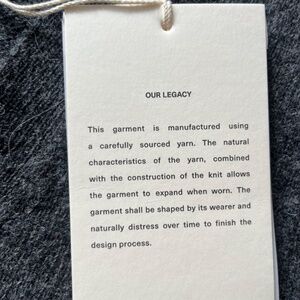 OUR LEGACY
This garment is manufactured using
a carefully sourced yarn. The natural
characteristics of the yarn, combined
with the construction of the knit allows
the garment to expand when worn. The
garment shall be shaped by its wearer and
naturally distress over time to finish the
design process.